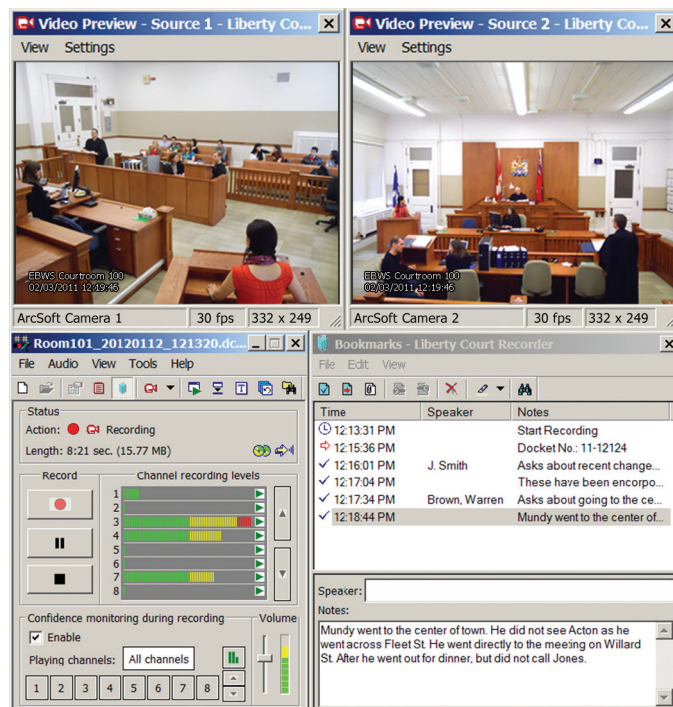 Video Preview - Source 1 - Liberty Co...
View Settings
EBWS Courtroom 100
02/03/2011 12:19:46
ArcSoft Camera 1 30 fps 332 x 249
Video Preview - Source 2 - Liberty Co...
View Settings
EBWS Courtroom 100
02/03/2011 12:19:46
ArcSoft Camera 2 30 fps 332 x 249
Room101_20120112_121320.dc...
File Audio View Tools Help
Status
Action: Recording
Length: 8:21 sec. (15.77 MB)
Record
Channel recording levels
1
2
3
4
5
6
7
8
Confidence monitoring during recording
Enable
Playing channels: All channels
1 2 3 4 5 6 7 8
Volume
Bookmarks - Liberty Court Recorder
File Edit View
Time Speaker Notes
12:13:31 PM Start Recording
12:15:36 PM Docket No.: 11-12124
12:16:01 PM J. Smith Asks about recent change...
12:17:04 PM These have been encorpo...
12:17:34 PM Brown, Warren Asks about going to the ce...
12:18:44 PM Mundy went to the center of...
Speaker:
Notes:
Mundy went to the center of town. He did not see Acton as he
went across Fleet St. He went directly to the meeting on Willard
St. After he went out for dinner, but did not call Jones.